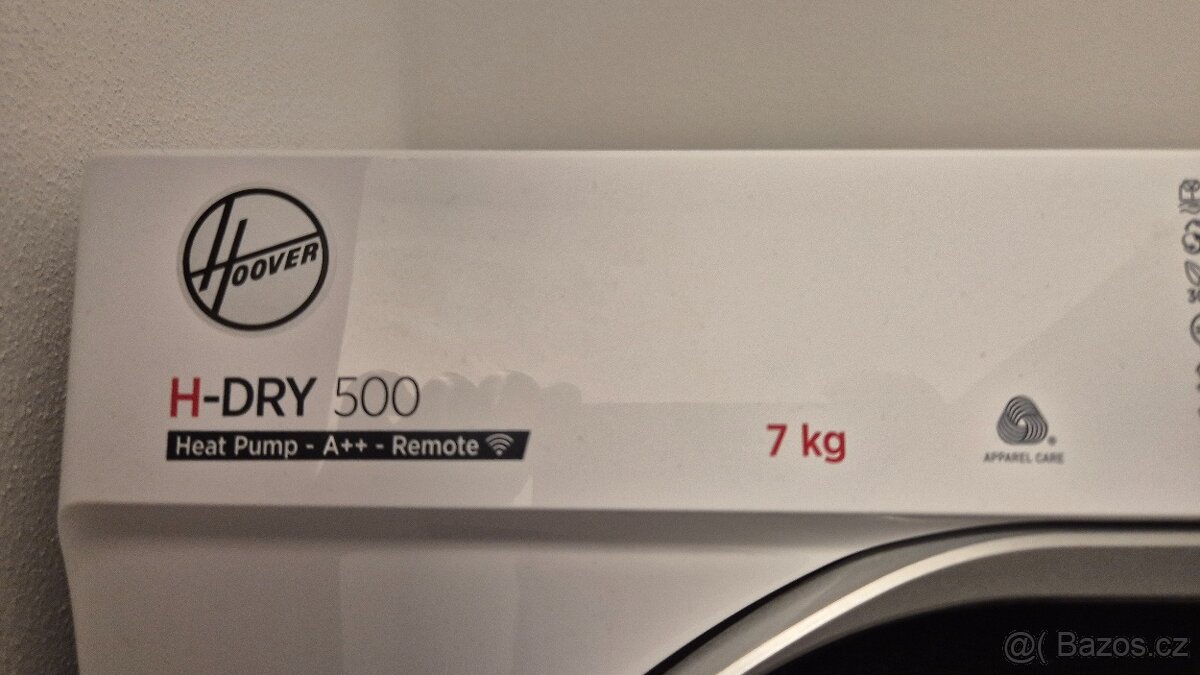 HOOVER
H-DRY 500
Heat Pump - A++ - Remote
7 kg
APPAREL CARE
@( Bazos.cz